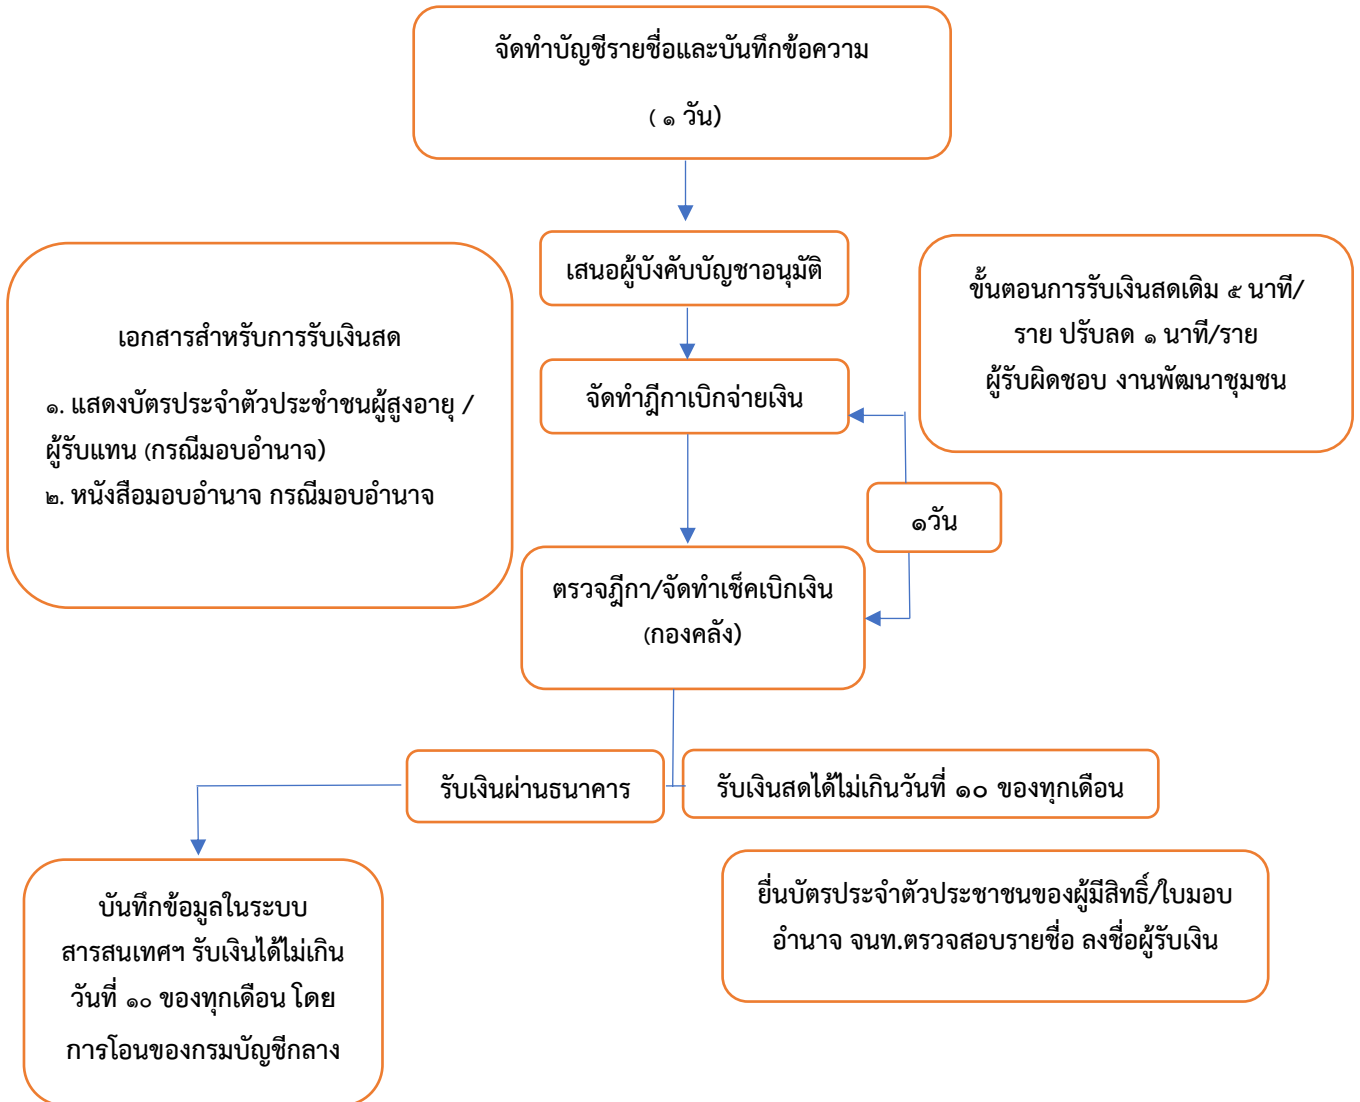 จัดทำบัญชีรายชื่อและบันทึกข้อความ
( ๑ วัน)
เสนอผู้บังคับบัญชาอนุมัติ
ขั้นตอนการรับเงินสดเดิม ๕ นาที/
ราย ปรับลด ๑ นาที/ราย
ผู้รับผิดชอบ งานพัฒนาชุมชน
เอกสารสำหรับการรับเงินสด
๑. แสดงบัตรประจำตัวประชำชนผู้สูงอายุ /
ผู้รับแทน (กรณีมอบอำนาจ)
๒. หนังสือมอบอำนาจ กรณีมอบอำนาจ
จัดทำฎีกาเบิกจ่ายเงิน
๑วัน
ตรวจฎีกา/จัดทำเช็คเบิกเงิน
(กองคลัง)
รับเงินผ่านธนาคาร
รับเงินสดได้ไม่เกินวันที่ ๑๐ ของทุกเดือน
บันทึกข้อมูลในระบบ
สารสนเทศฯ รับเงินได้ไม่เกิน
วันที่ ๑๐ ของทุกเดือน โดย
การโอนของกรมบัญชีกลาง
ยื่นบัตรประจำตัวประชาชนของผู้มีสิทธิ์/ใบมอบ
อำนาจ จนท.ตรวจสอบรายชื่อ ลงชื่อผู้รับเงิน